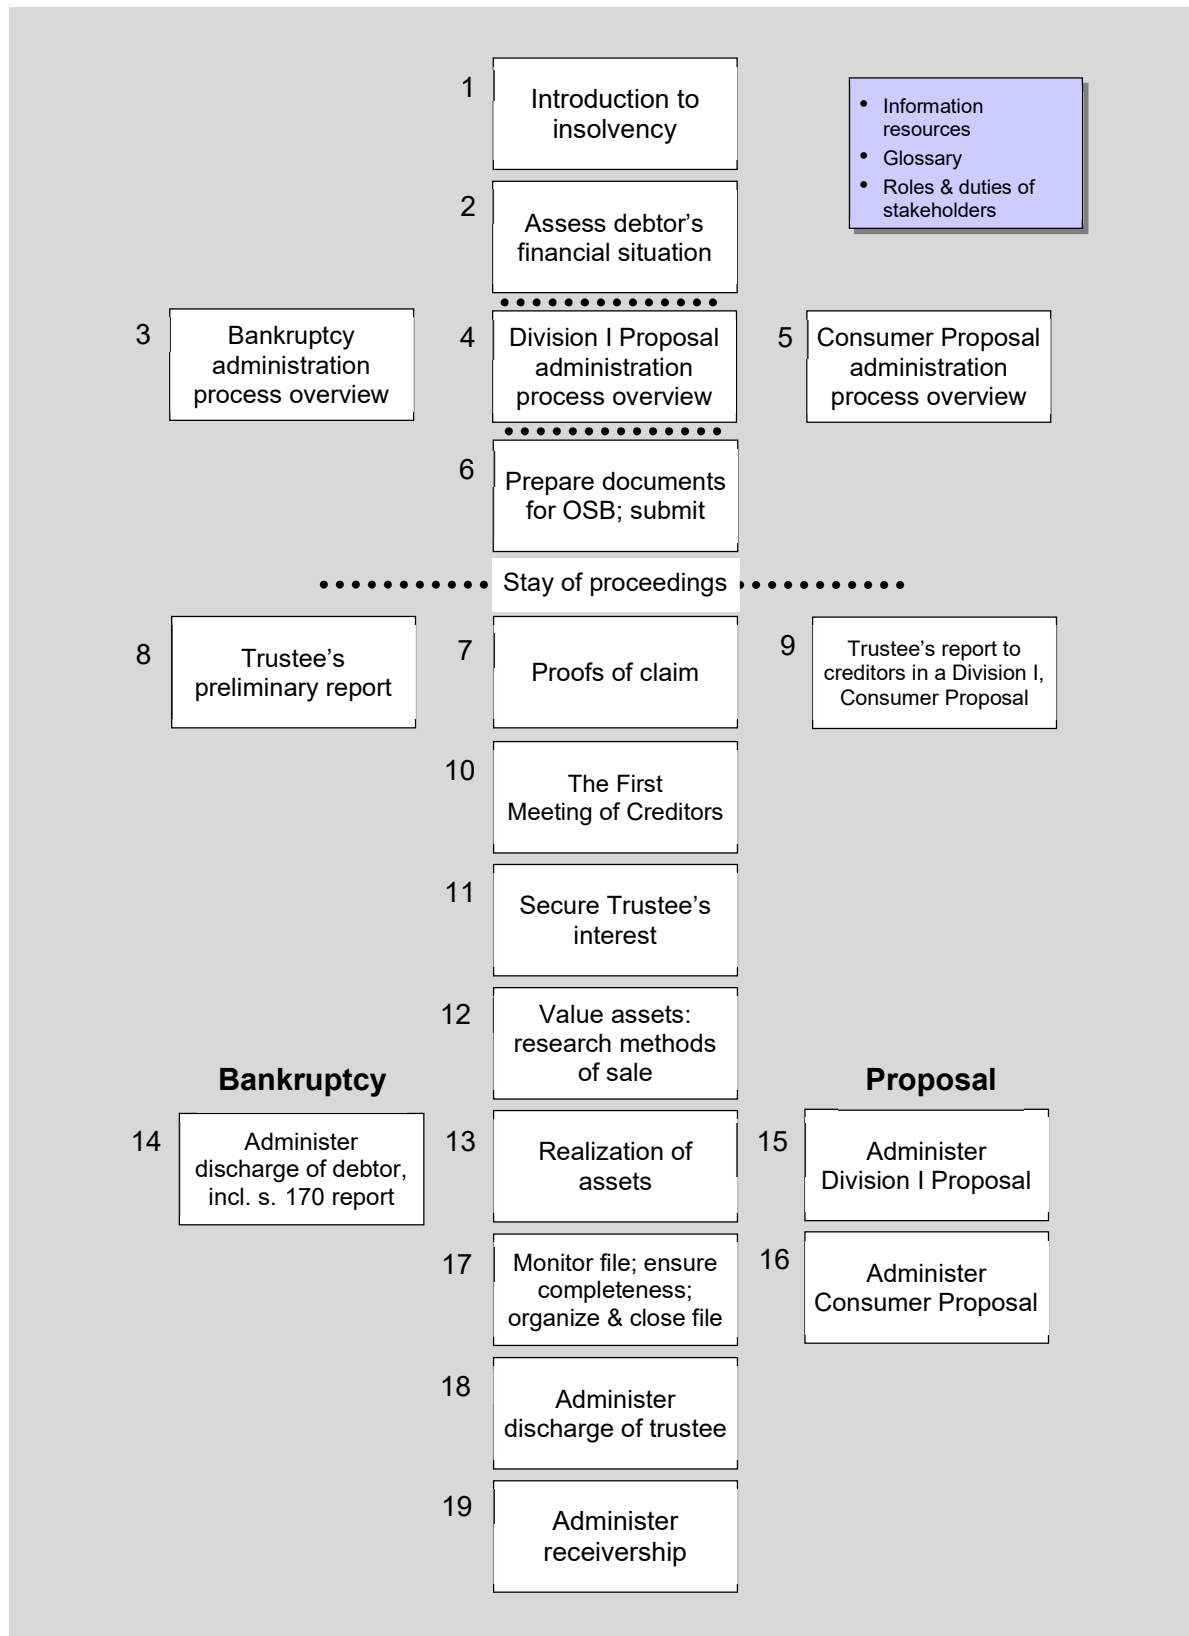 1
Introduction to
insolvency
• Information
resources
• Glossary
• Roles & duties of
stakeholders
2
Assess debtor’s
financial situation
3
Bankruptcy
administration
process overview
4
Division I Proposal
administration
process overview
5
Consumer Proposal
administration
process overview
6
Prepare documents
for OSB; submit
Stay of proceedings
8
Trustee’s
preliminary report
7
Proofs of claim
9
Trustee’s report to
creditors in a Division I,
Consumer Proposal
10
The First
Meeting of Creditors
11
Secure Trustee’s
interest
12
Value assets:
research methods
of sale
Bankruptcy
Proposal
14
Administer
discharge of debtor,
incl. s. 170 report
13
Realization of
assets
15
Administer
Division I Proposal
17
Monitor file; ensure
completeness;
organize & close file
16
Administer
Consumer Proposal
18
Administer
discharge of trustee
19
Administer
receivership